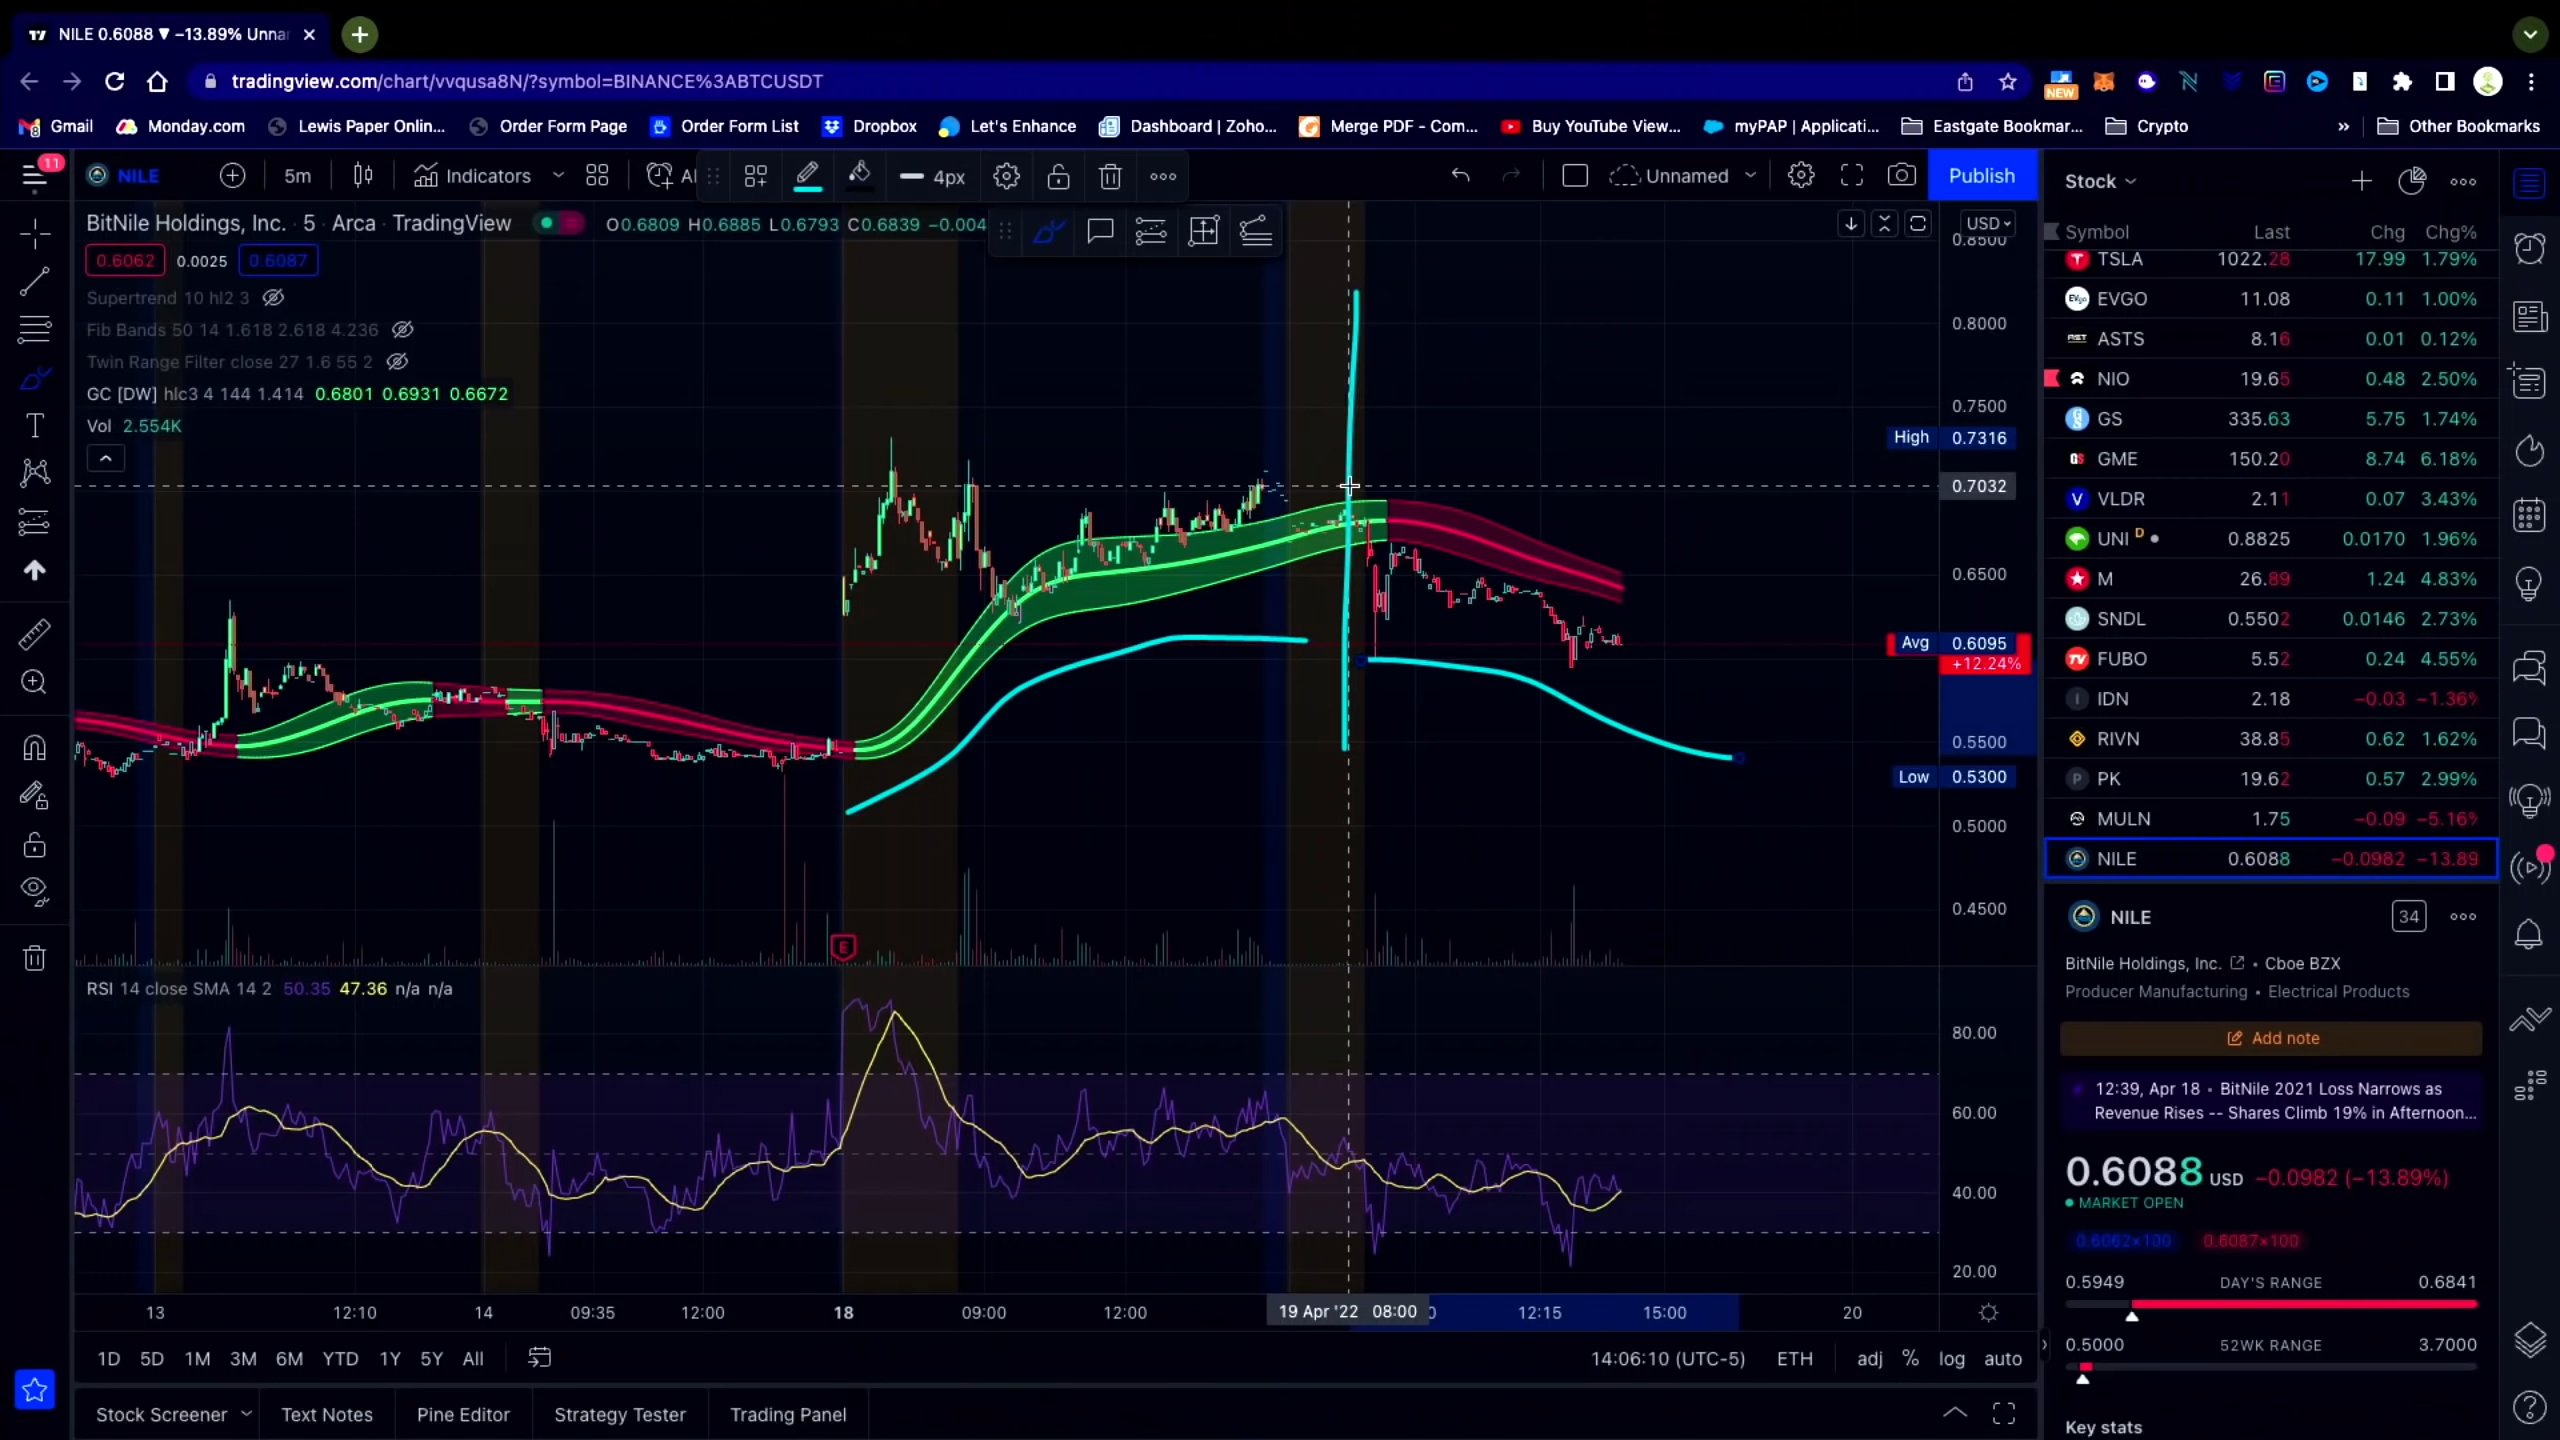 NILE 0.6088 ▼ −13.89% Unna
tradingview.com/chart/vvqusa8N/?symbol=BINANCE%3ABTCUSDT
NEW
Gmail Monday.com Lewis Paper Onlin... Order Form Page Order Form List Dropbox Let's Enhance Dashboard | Zoho... Merge PDF - Com... Buy YouTube View... myPAP | Applicati... Eastgate Bookmar... Crypto » Other Bookmarks
11 NILE 5m Indicators 4px Unnamed Publish
BitNile Holdings, Inc. · 5 · Arca · TradingView O0.6809 H0.6885 L0.6793 C0.6839 −0.004
0.6062 0.0025 0.6087
Supertrend 10 hl2 3
Fib Bands 50 14 1.618 2.618 4.236
Twin Range Filter close 27 1.6 55 2
GC [DW] hlc3 4 144 1.414 0.6801 0.6931 0.6672
Vol 2.554K
USD
0.8500
0.8000
0.7500
High 0.7316
0.7032
0.6500
Avg 0.6095
+12.24%
0.5500
Low 0.5300
0.5000
0.4500
E
RSI 14 close SMA 14 2 50.35 47.36 n/a n/a
80.00
60.00
40.00
20.00
13 12:10 14 09:35 12:00 18 09:00 12:00 19 Apr '22 08:00 12:15 15:00 20
1D 5D 1M 3M 6M YTD 1Y 5Y All 14:06:10 (UTC-5) ETH adj % log auto
Stock Screener Text Notes Pine Editor Strategy Tester Trading Panel
Stock
Symbol Last Chg Chg%
TSLA 1022.28 17.99 1.79%
EVGO 11.08 0.11 1.00%
ASTS 8.16 0.01 0.12%
NIO 19.65 0.48 2.50%
GS 335.63 5.75 1.74%
GME 150.20 8.74 6.18%
VLDR 2.11 0.07 3.43%
UNI D 0.8825 0.0170 1.96%
M 26.89 1.24 4.83%
SNDL 0.5502 0.0146 2.73%
FUBO 5.52 0.24 4.55%
IDN 2.18 −0.03 −1.36%
RIVN 38.85 0.62 1.62%
PK 19.62 0.57 2.99%
MULN 1.75 −0.09 −5.16%
NILE 0.6088 −0.0982 −13.89
NILE 34
BitNile Holdings, Inc. • Cboe BZX
Producer Manufacturing • Electrical Products
Add note
12:39, Apr 18 • BitNile 2021 Loss Narrows as
Revenue Rises -- Shares Climb 19% in Afternoon...
0.6088 USD −0.0982 (−13.89%)
MARKET OPEN
0.6062×100 0.6087×100
0.5949 DAY'S RANGE 0.6841
0.5000 52WK RANGE 3.7000
Key stats